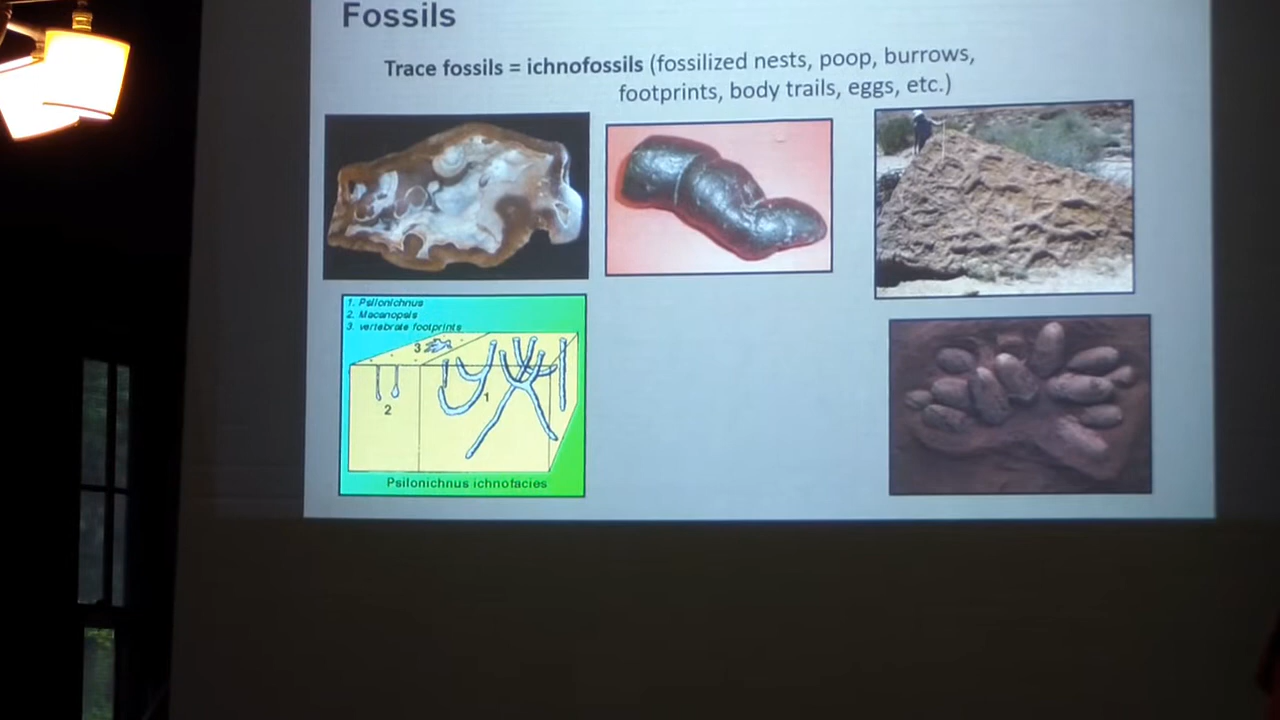 Fossils
Trace fossils = ichnofossils (fossilized nests, poop, burrows,
footprints, body trails, eggs, etc.)
1. Psilonichnus
2. Macanopsis
3. vertebrate footprints
3
1
2
Psilonichnus ichnofacies